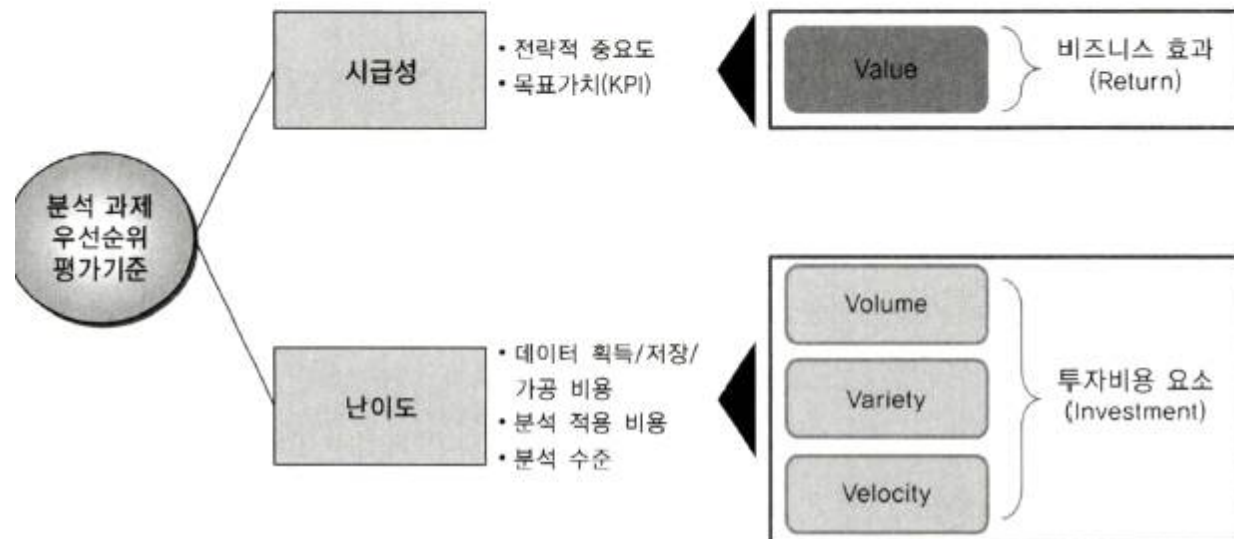 분석 과제
우선순위
평가기준
시급성
• 전략적 중요도
• 목표가치(KPI)
Value
비즈니스 효과
(Return)
난이도
• 데이터 획득/저장/
가공 비용
• 분석 적용 비용
• 분석 수준
Volume
Variety
Velocity
투자비용 요소
(Investment)